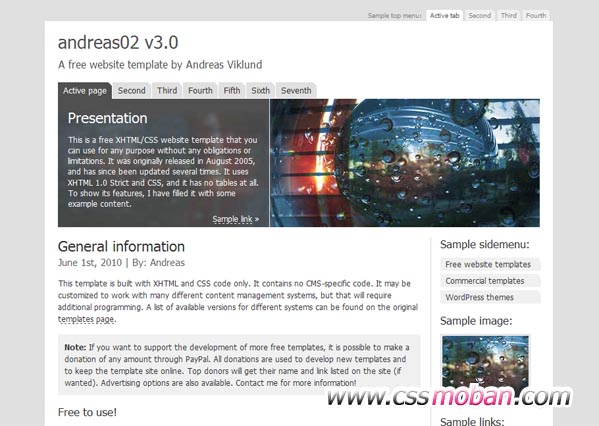 Sample top menu: Active tab Second Third Fourth
andreas02 v3.0
A free website template by Andreas Viklund
Active page Second Third Fourth Fifth Sixth Seventh
Presentation
This is a free XHTML/CSS website template that you
can use for any purpose without any obligations or
limitations. It was originally released in August 2005,
and has since been updated several times. It uses
XHTML 1.0 Strict and CSS, and it has no tables at all.
To show its features, I have filled it with some
example content.
Sample link »
General information
June 1st, 2010 | By: Andreas
This template is built with XHTML and CSS code only. It contains no CMS-specific code. It may be
customized to work with many different content management systems, but that will require
additional programming. A list of available versions for different systems can be found on the original
templates page.
Note: If you want to support the development of more free templates, it is possible to make a
donation of any amount through PayPal. All donations are used to develop new templates and
to keep the template site online. Top donors will get their name and link listed on the site (if
wanted). Advertising options are also available. Contact me for more information!
Free to use!
Sample sidemenu:
Free website templates
Commercial templates
WordPress themes
Sample image:
www.cssmoban.com
Sample links: